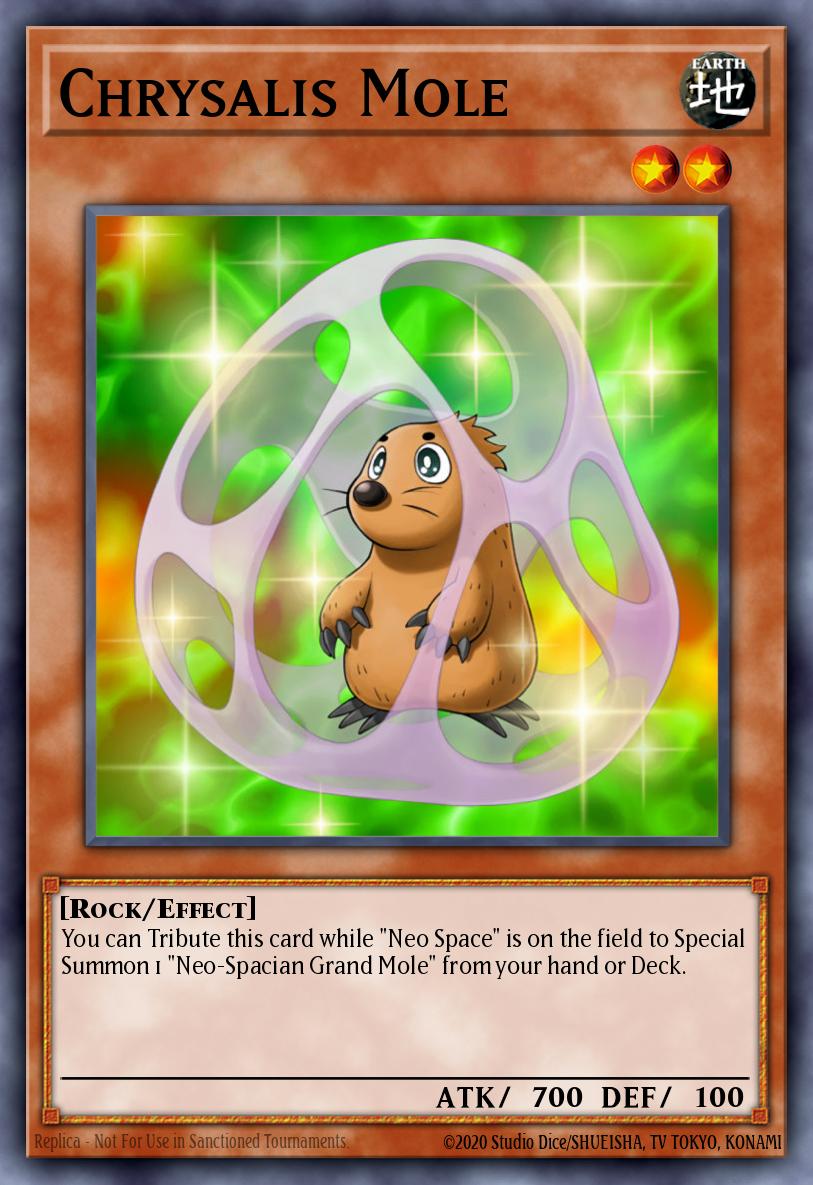 Chrysalis Mole
EARTH
地
[Rock/Effect]
You can Tribute this card while "Neo Space" is on the field to Special
Summon 1 "Neo-Spacian Grand Mole" from your hand or Deck.
ATK/ 700 DEF/ 100
Replica - Not For Use in Sanctioned Tournaments.
©2020 Studio Dice/SHUEISHA, TV TOKYO, KONAMI